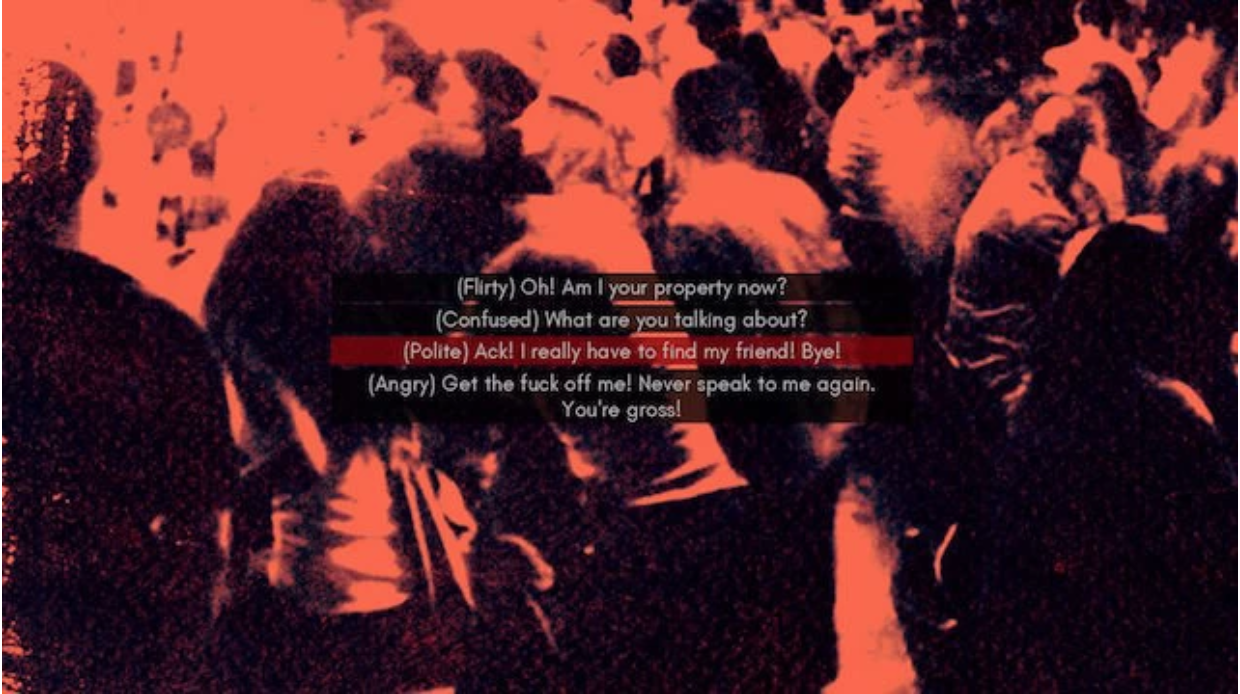 (Flirty) Oh! Am I your property now?
(Confused) What are you talking about?
(Polite) Ack! I really have to find my friend! Bye!
(Angry) Get the fuck off me! Never speak to me again.
You're gross!